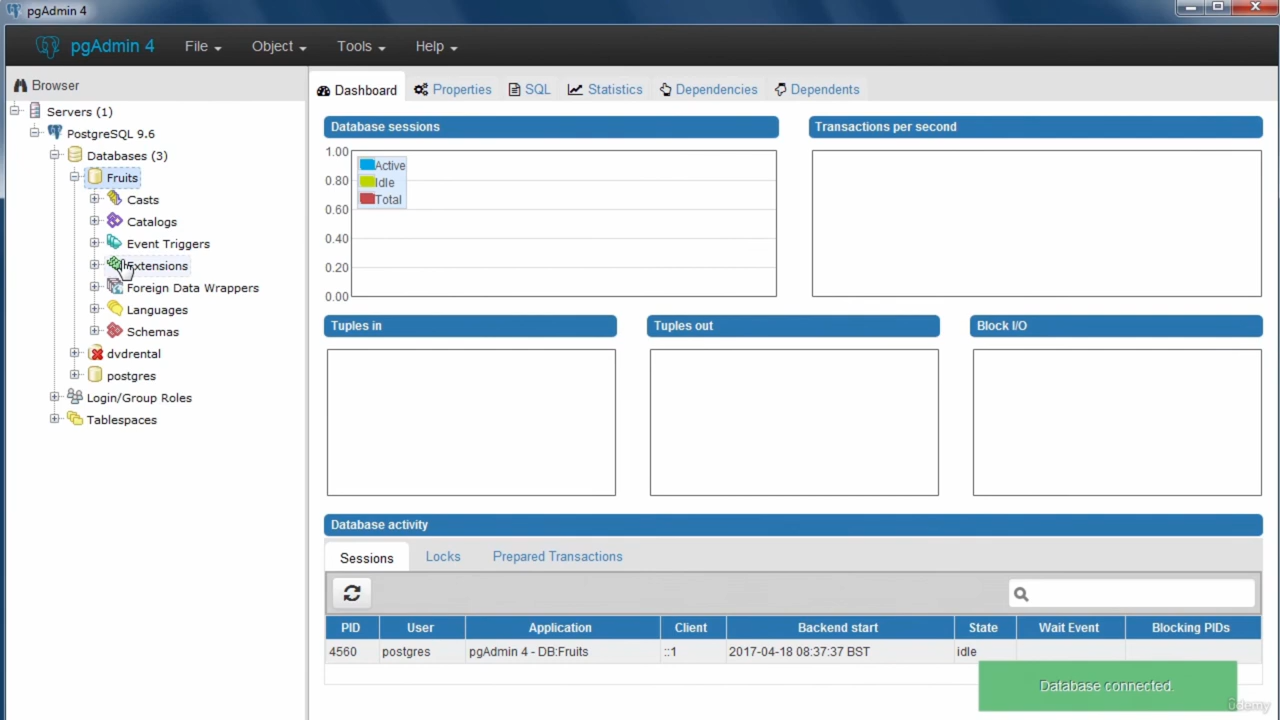 pgAdmin 4
pgAdmin 4 File Object Tools Help
Browser
Servers (1)
PostgreSQL 9.6
Databases (3)
Fruits
Casts
Catalogs
Event Triggers
Extensions
Foreign Data Wrappers
Languages
Schemas
dvdrental
postgres
Login/Group Roles
Tablespaces
Dashboard Properties SQL Statistics Dependencies Dependents
Database sessions
1.00
0.80
0.60
0.40
0.20
0.00
Active
Idle
Total
Transactions per second
Tuples in
Tuples out
Block I/O
Database activity
Sessions Locks Prepared Transactions
PID User Application Client Backend start State Wait Event Blocking PIDs
4560 postgres pgAdmin 4 - DB:Fruits ::1 2017-04-18 08:37:37 BST idle
Database connected.
udemy